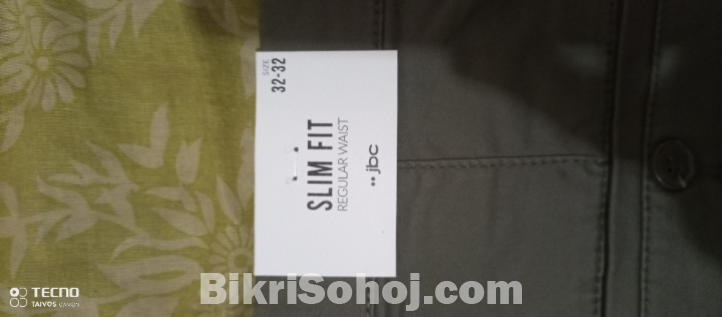 SIZE
32-32
SLIM FIT
REGULAR WAIST
jbc
TECNO
BikriSohoj.com